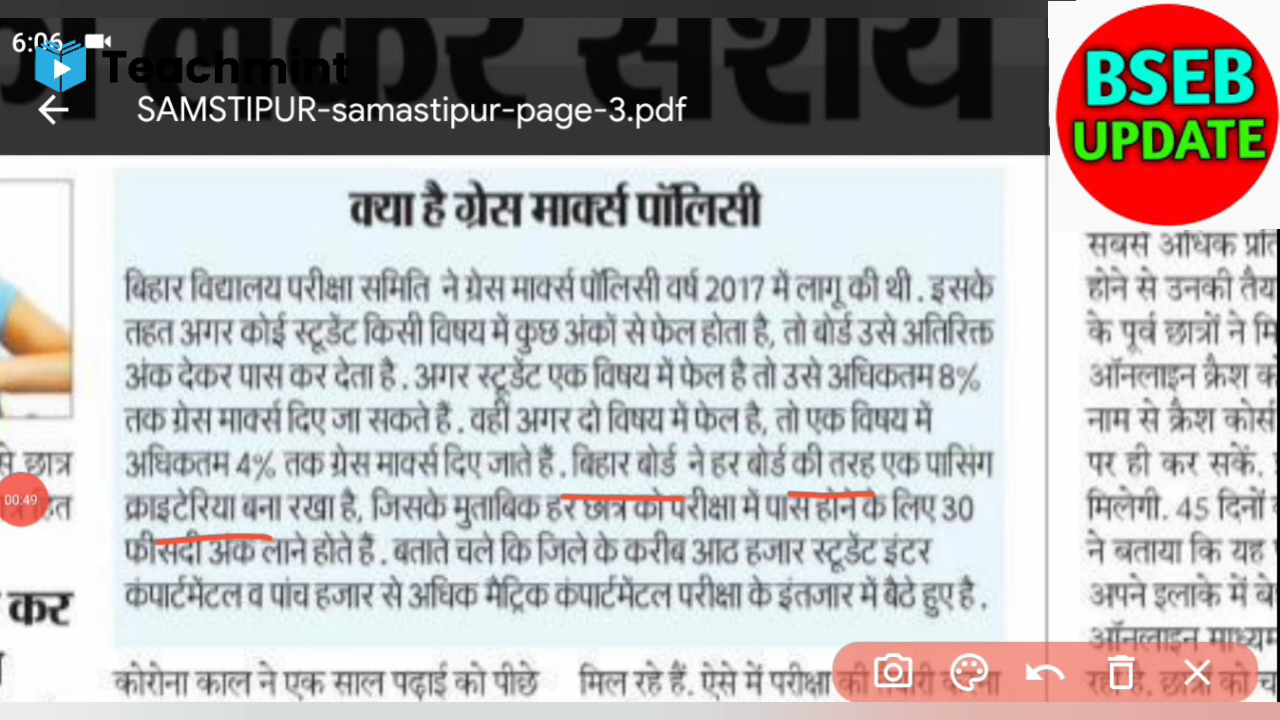 6:06
Teachmint
SAMSTIPUR-samastipur-page-3.pdf
BSEB
UPDATE
क्या है ग्रेस मार्क्स पॉलिसी
बिहार विद्यालय परीक्षा समिति ने ग्रेस मार्क्स पॉलिसी वर्ष 2017 में लागू की थी. इसके
तहत अगर कोई स्टूडेंट किसी विषय में कुछ अंकों से फेल होता है, तो बोर्ड उसे अतिरिक्त
अंक देकर पास कर देता है. अगर स्टूडेंट एक विषय में फेल है तो उसे अधिकतम 8%
तक ग्रेस मार्क्स दिए जा सकते हैं. वहीं अगर दो विषय में फेल है, तो एक विषय में
अधिकतम 4% तक ग्रेस मार्क्स दिए जाते हैं. बिहार बोर्ड ने हर बोर्ड की तरह एक पासिंग
क्राइटेरिया बना रखा है, जिसके मुताबिक हर छात्र को परीक्षा में पास होने के लिए 30
फीसदी अंक लाने होते हैं. बताते चले कि जिले के करीब आठ हजार स्टूडेंट इंटर
कंपार्टमेंटल व पांच हजार से अधिक मैट्रिक कंपार्टमेंटल परीक्षा के इंतजार में बैठे हुए है.
कोरोना काल ने एक साल पढ़ाई को पीछे
मिल रहे हैं. ऐसे में परीक्षा की
से छात्र
00:49
कर
सबसे अधिक
होने से उनकी
के पूर्व छात्रों ने
ऑनलाइन क्रैश
नाम से क्रैश कोर्स
पर ही कर सकें.
मिलेगी. 45 दिनों
ने बताया कि यह
अपने इलाके में
ऑनलाइन माध्यम
छात्रों को